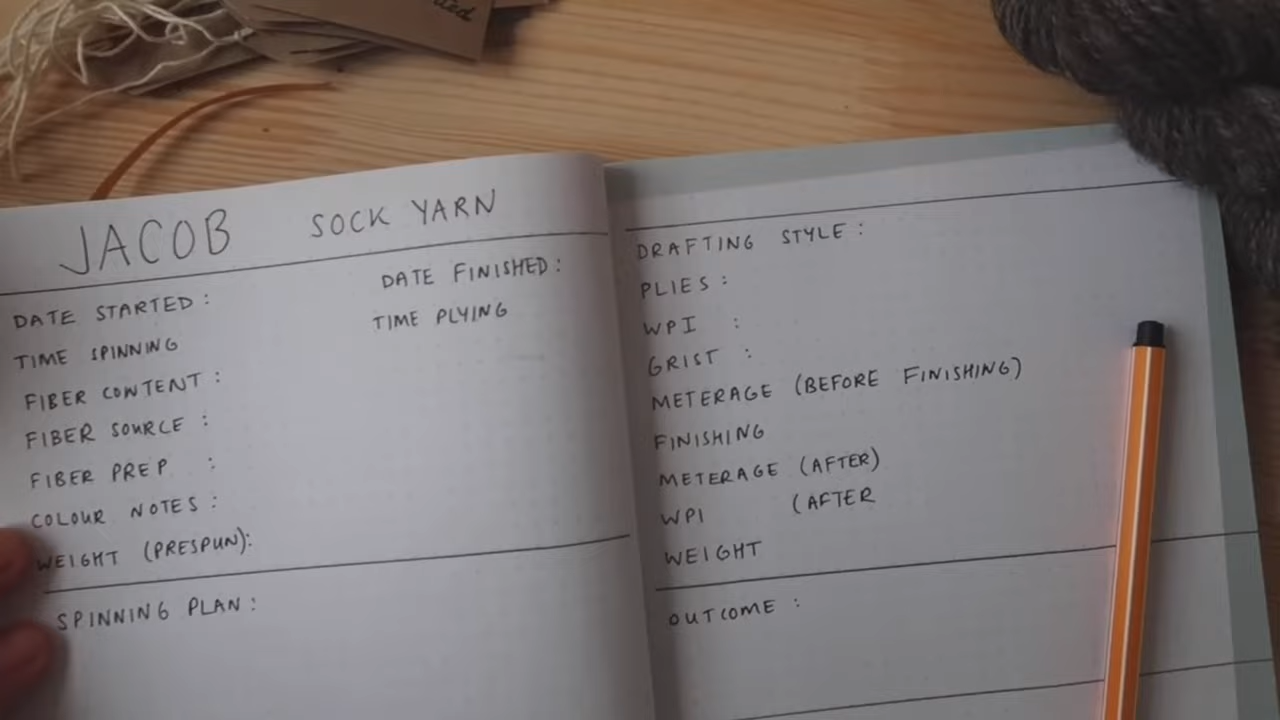 JACOB SOCK YARN
DATE STARTED : DATE FINISHED :
TIME SPINNING TIME PLYING
FIBER CONTENT :
FIBER SOURCE :
FIBER PREP :
COLOUR NOTES :
WEIGHT (PRESPUN):
SPINNING PLAN :
DRAFTING STYLE :
PLIES :
WPI :
GRIST :
METERAGE (BEFORE FINISHING)
FINISHING
METERAGE (AFTER)
WPI (AFTER
WEIGHT
OUTCOME :